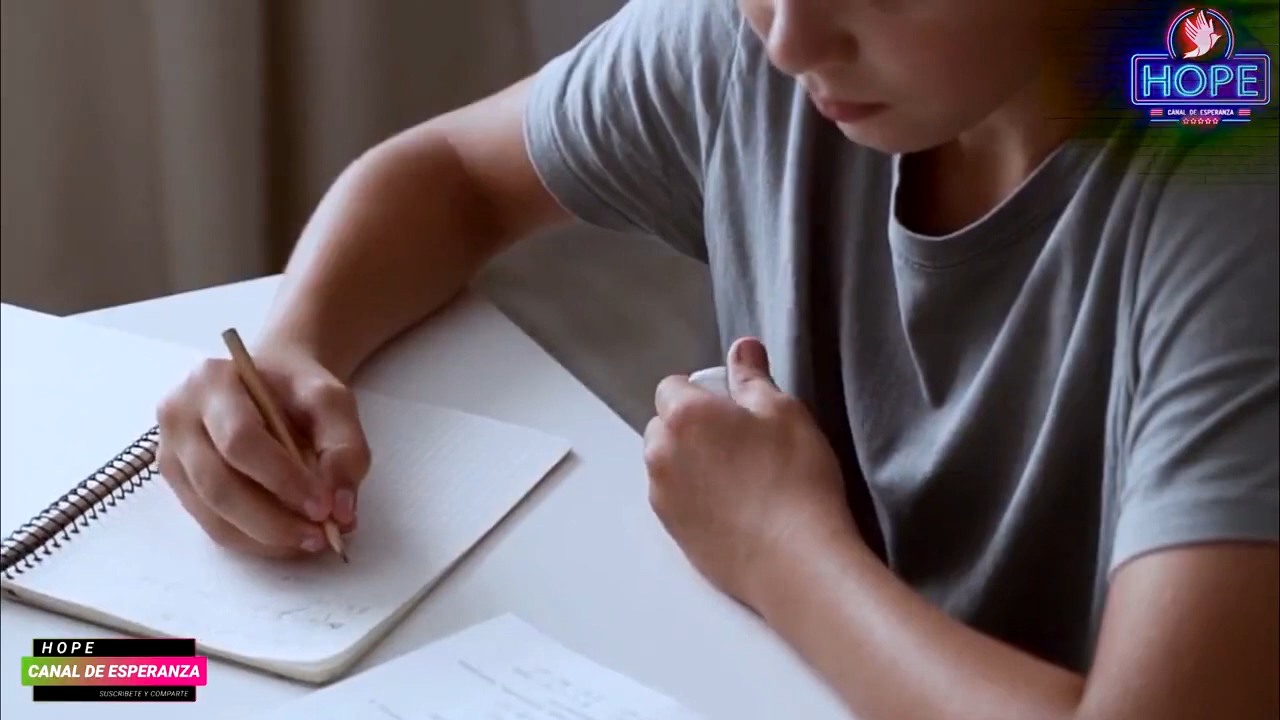 HOPE
CANAL DE ESPERANZA
HOPE
CANAL DE ESPERANZA
SUSCRIBETE Y COMPARTE